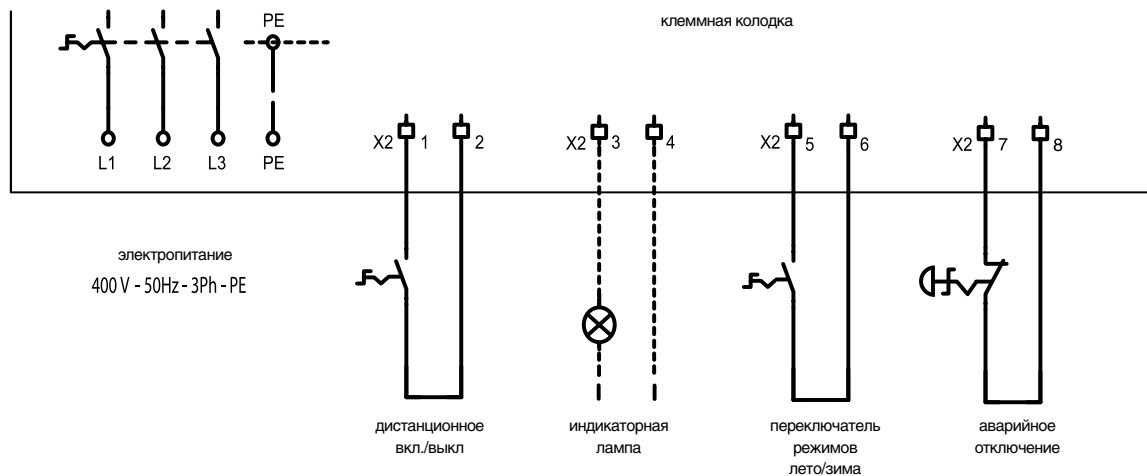 PE
клеммная колодка
L1 L2 L3 PE
X2 1 2 X2 3 4 X2 5 6 X2 7 8
электропитание
400 V - 50Hz - 3Ph - PE
дистанционное
вкл./выкл
индикаторная
лампа
переключатель
режимов
лето/зима
аварийное
отключение